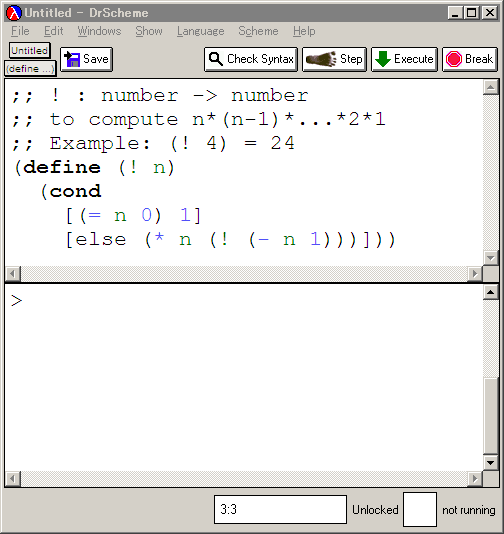 Untitled - DrScheme
File Edit Windows Show Language Scheme Help
Untitled
(define ...)
Save
Check Syntax
Step
Execute
Break
;; ! : number -> number
;; to compute n*(n-1)*...*2*1
;; Example: (! 4) = 24
(define (! n)
(cond
[(= n 0) 1]
[else (* n (! (- n 1)))]))
>
3:3
Unlocked
not running